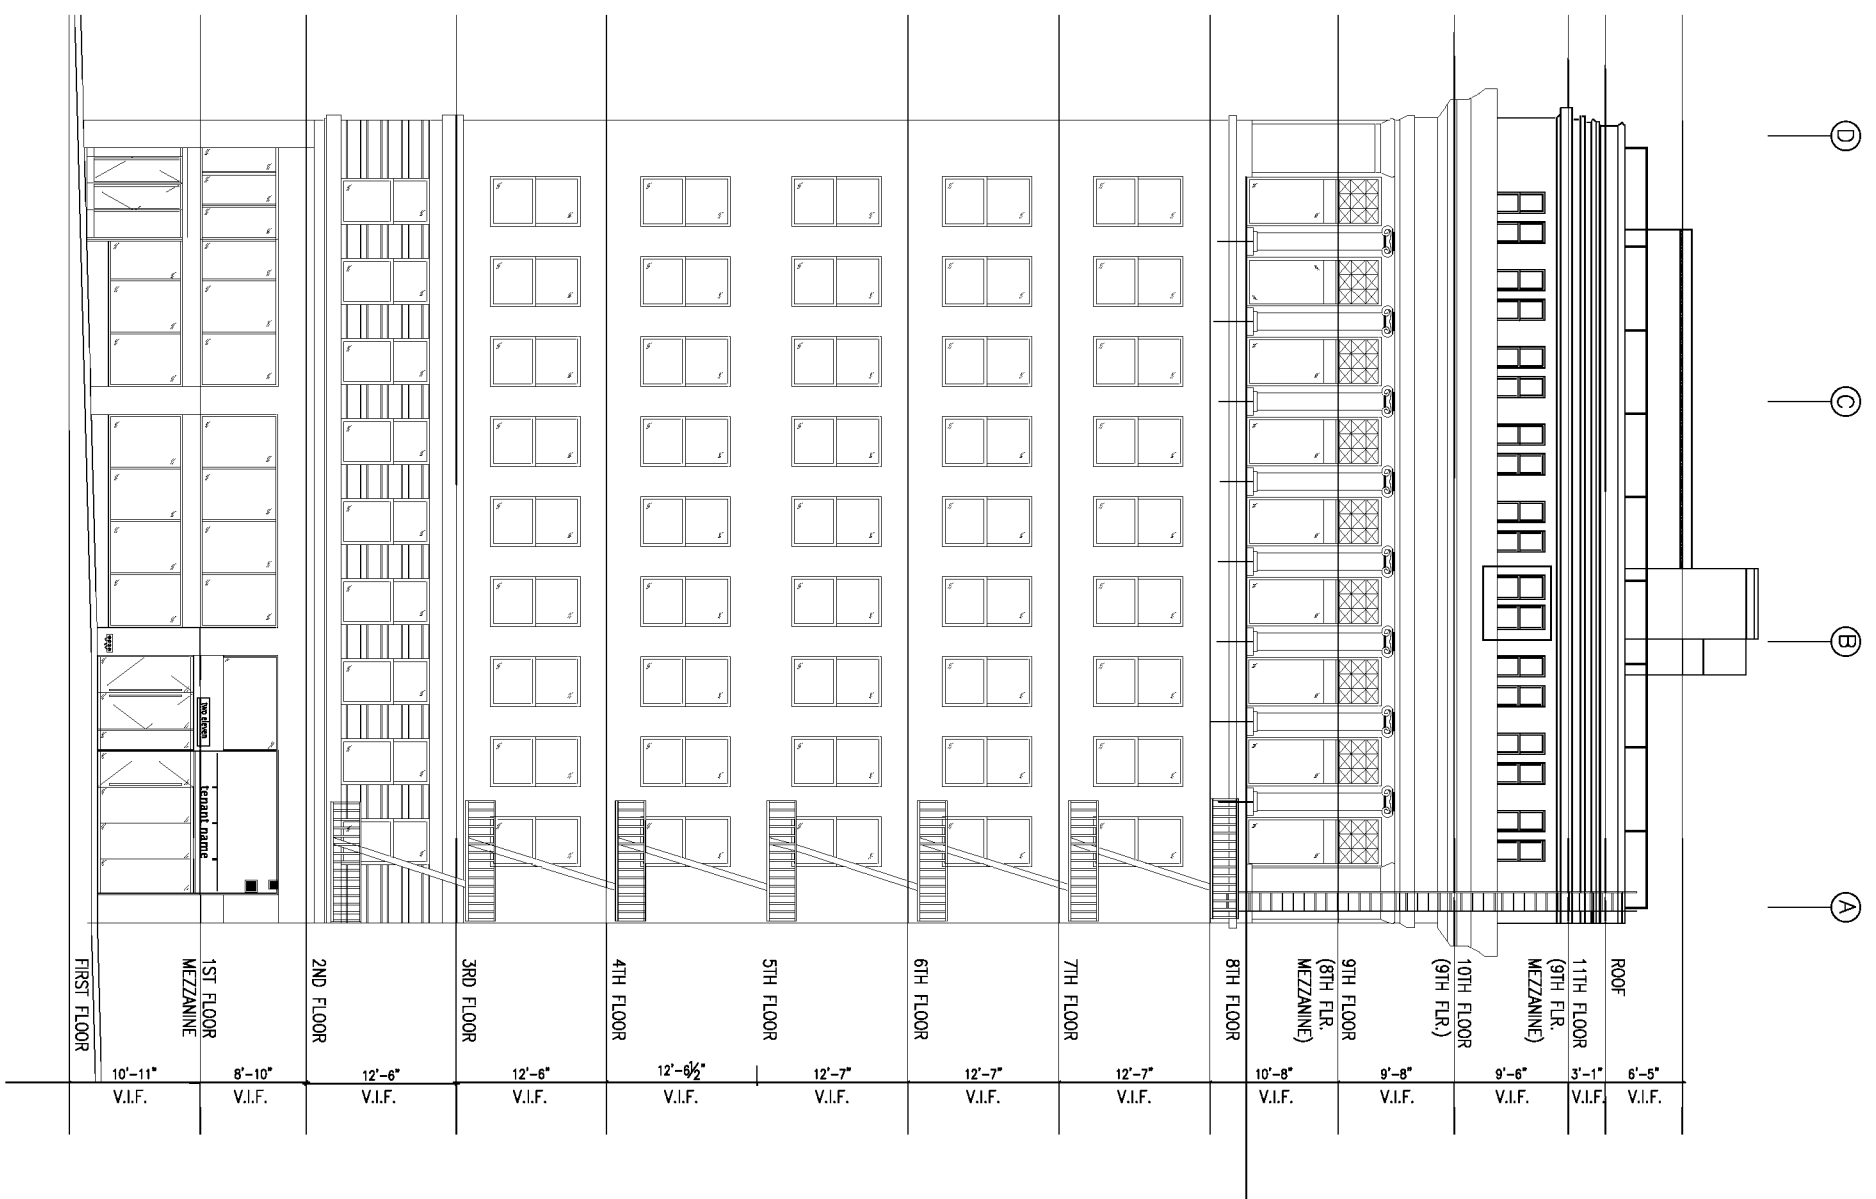 D
C
B
A
ROOF
11TH FLOOR
(9TH FLR.
MEZZANINE)
10TH FLOOR
(9TH FLR.)
9TH FLOOR
(8TH FLR.
MEZZANINE)
8TH FLOOR
7TH FLOOR
6TH FLOOR
5TH FLOOR
4TH FLOOR
3RD FLOOR
2ND FLOOR
1ST FLOOR
MEZZANINE
FIRST FLOOR
two eleven
tenant name
10'-11"
V.I.F.
8'-10"
V.I.F.
12'-6"
V.I.F.
12'-6"
V.I.F.
12'-6½"
V.I.F.
12'-7"
V.I.F.
12'-7"
V.I.F.
12'-7"
V.I.F.
10'-8"
V.I.F.
9'-8"
V.I.F.
9'-6"
V.I.F.
3'-1"
V.I.F.
6'-5"
V.I.F.